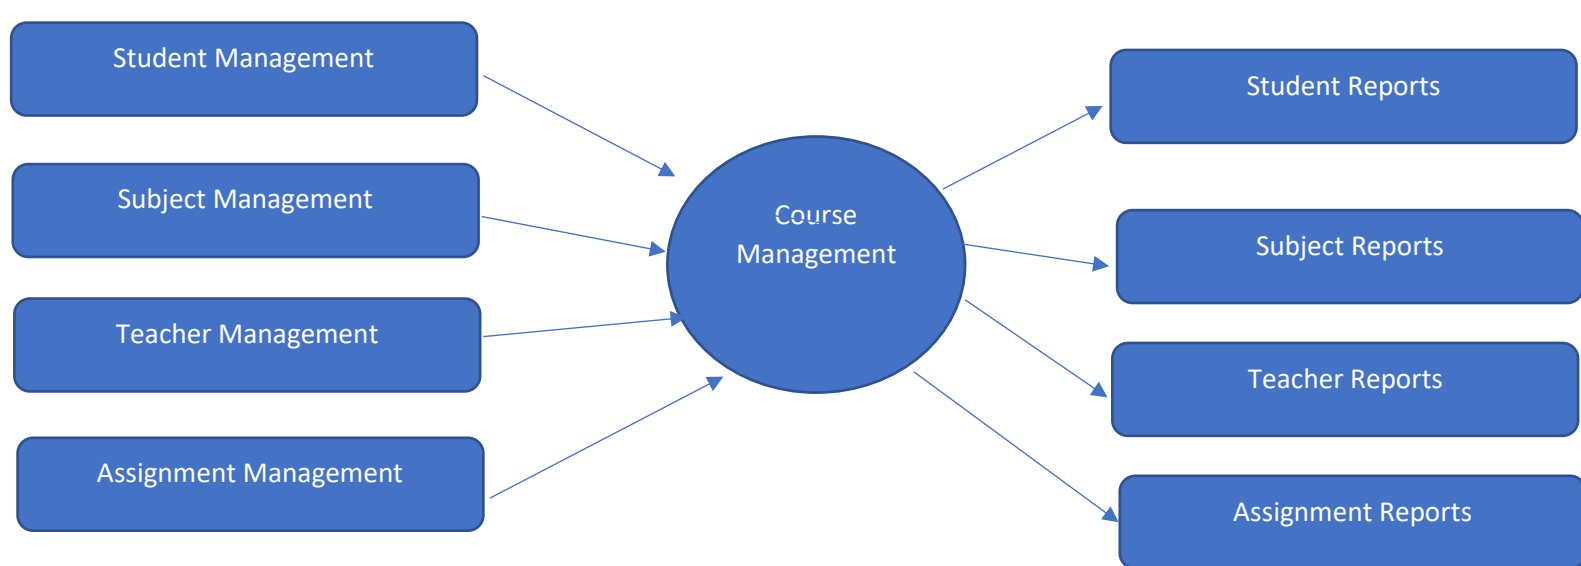 Student Management
Subject Management
Teacher Management
Assignment Management
Course
Management
Student Reports
Subject Reports
Teacher Reports
Assignment Reports